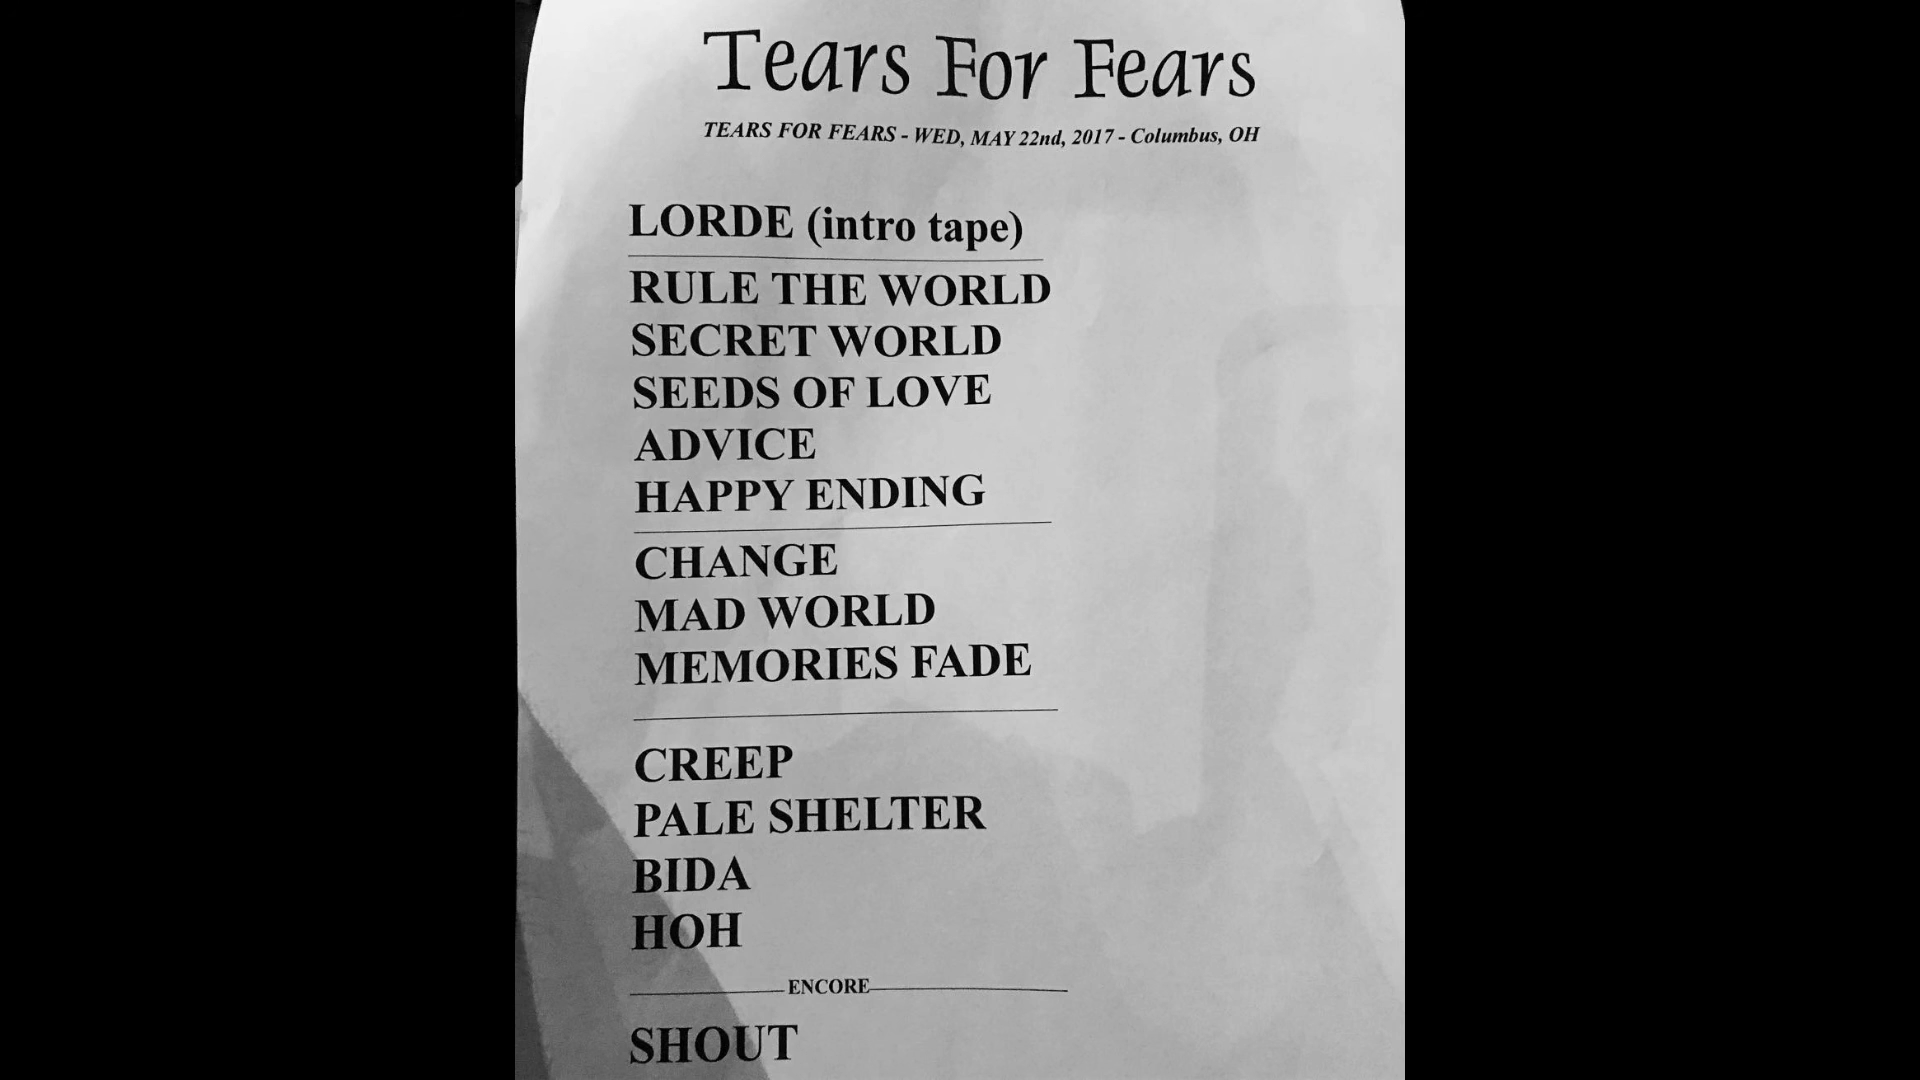 Tears For Fears
TEARS FOR FEARS - WED, MAY 22nd, 2017 - Columbus, OH
LORDE (intro tape)
RULE THE WORLD
SECRET WORLD
SEEDS OF LOVE
ADVICE
HAPPY ENDING
CHANGE
MAD WORLD
MEMORIES FADE
CREEP
PALE SHELTER
BIDA
HOH
ENCORE
SHOUT